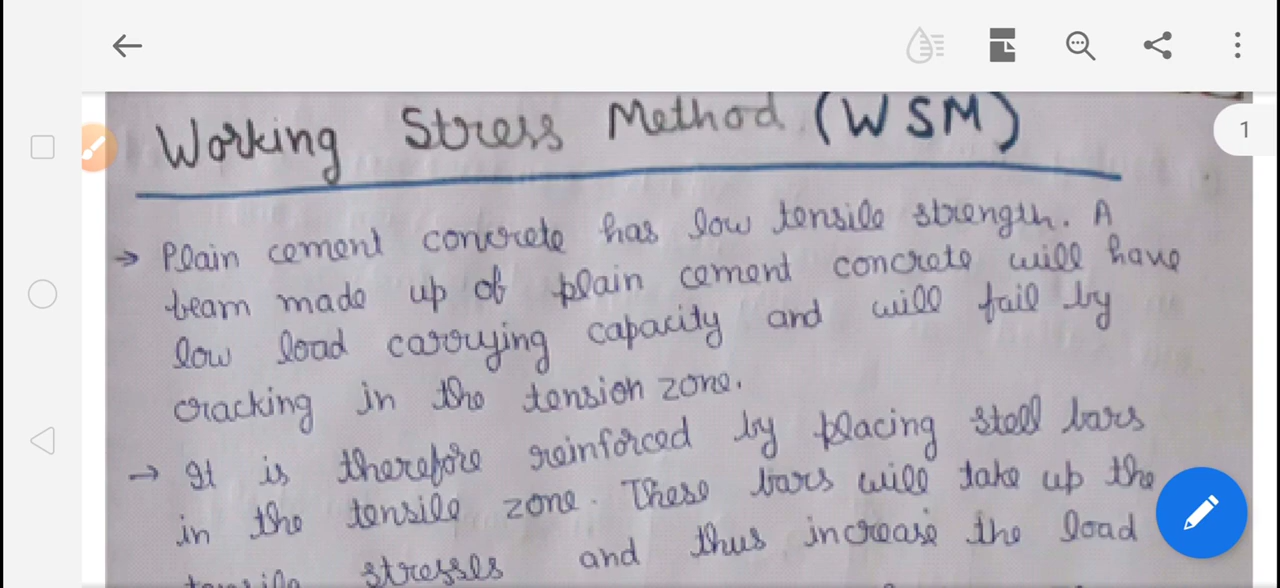 1
Working Stress Method (WSM)
→ Plain cement concrete has low tensile strength. A
beam made up of plain cement concrete will have
low load carrying capacity and will fail by
cracking in the tension zone.
→ It is therefore reinforced by placing steel bars
in the tensile zone. These bars will take up the
tensile stresses and thus increase the load